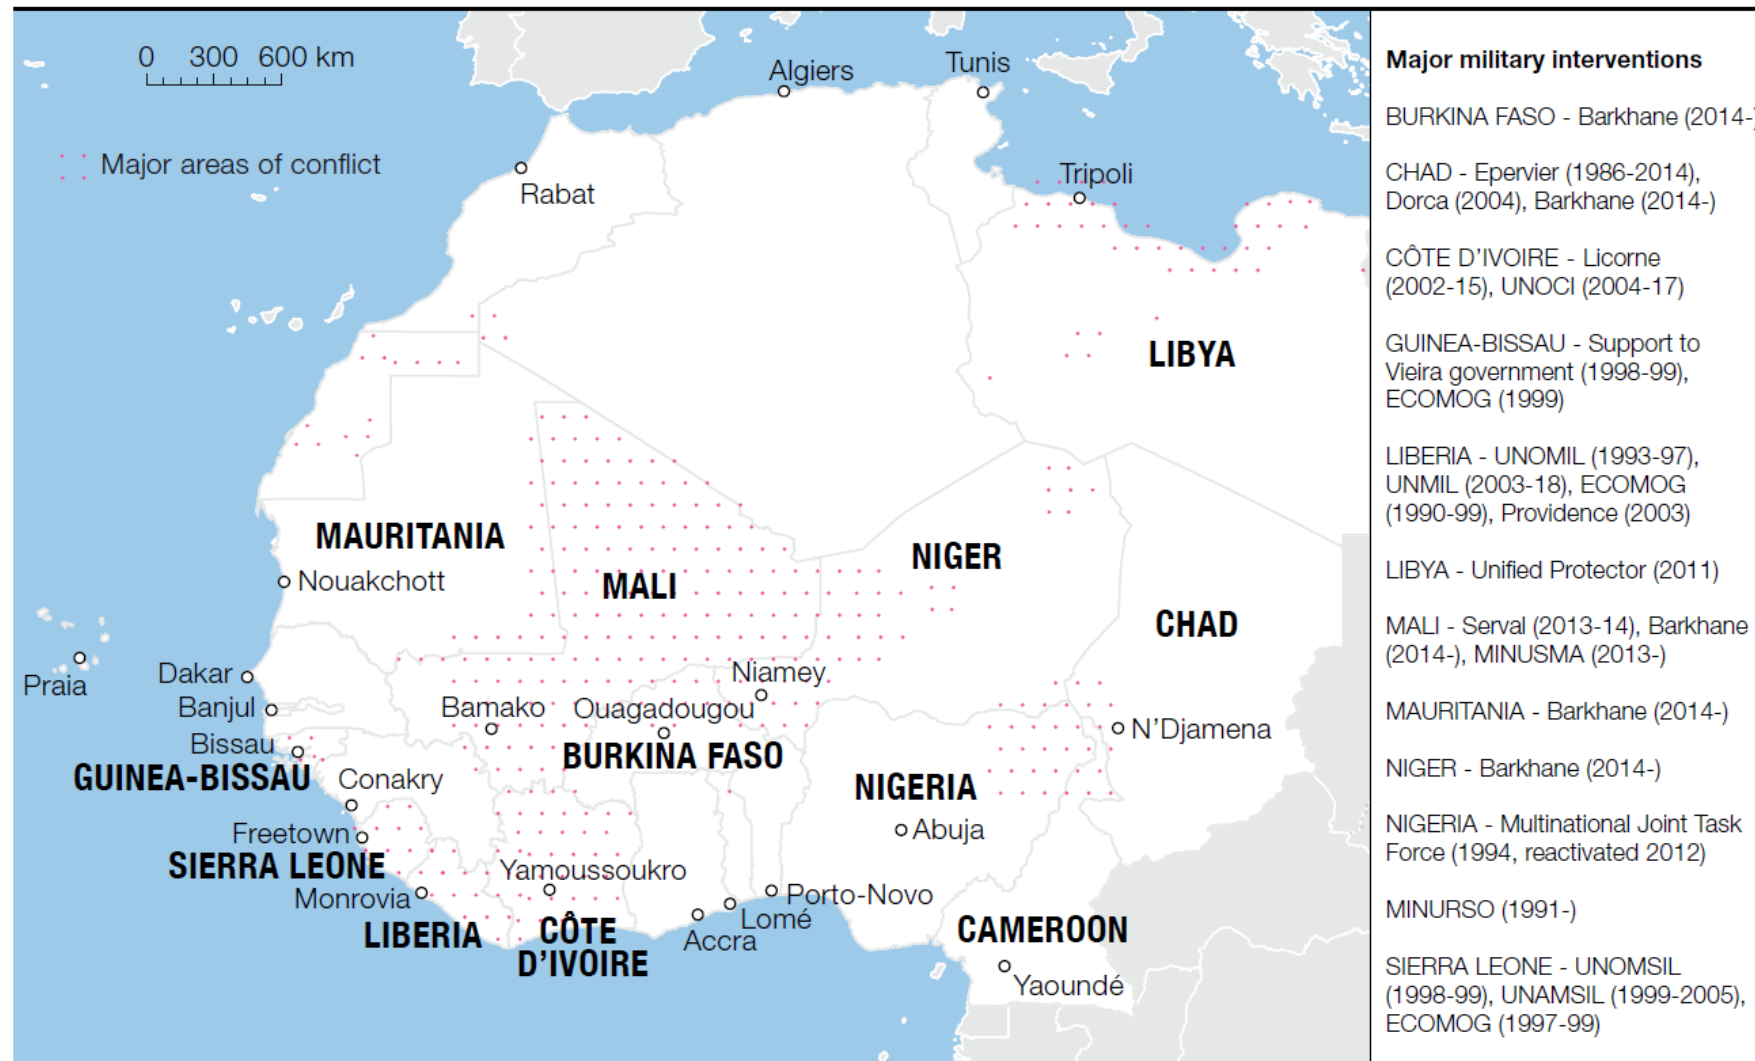 0 300 600 km
Major areas of conflict
Algiers
Tunis
Rabat
Tripoli
LIBYA
MAURITANIA
Nouakchott
MALI
NIGER
CHAD
Praia
Dakar
Banjul
Bissau
GUINEA-BISSAU
Bamako
Ouagadougou
Niamey
BURKINA FASO
N'Djamena
Conakry
NIGERIA
Abuja
Freetown
SIERRA LEONE
Monrovia
LIBERIA
Yamoussoukro
CÔTE
D'IVOIRE
Accra
Lomé
Porto-Novo
CAMEROON
Yaoundé
Major military interventions
BURKINA FASO - Barkhane (2014-)
CHAD - Epervier (1986-2014),
Dorca (2004), Barkhane (2014-)
CÔTE D'IVOIRE - Licorne
(2002-15), UNOCI (2004-17)
GUINEA-BISSAU - Support to
Vieira government (1998-99),
ECOMOG (1999)
LIBERIA - UNOMIL (1993-97),
UNMIL (2003-18), ECOMOG
(1990-99), Providence (2003)
LIBYA - Unified Protector (2011)
MALI - Serval (2013-14), Barkhane
(2014-), MINUSMA (2013-)
MAURITANIA - Barkhane (2014-)
NIGER - Barkhane (2014-)
NIGERIA - Multinational Joint Task
Force (1994, reactivated 2012)
MINURSO (1991-)
SIERRA LEONE - UNOMSIL
(1998-99), UNAMSIL (1999-2005),
ECOMOG (1997-99)